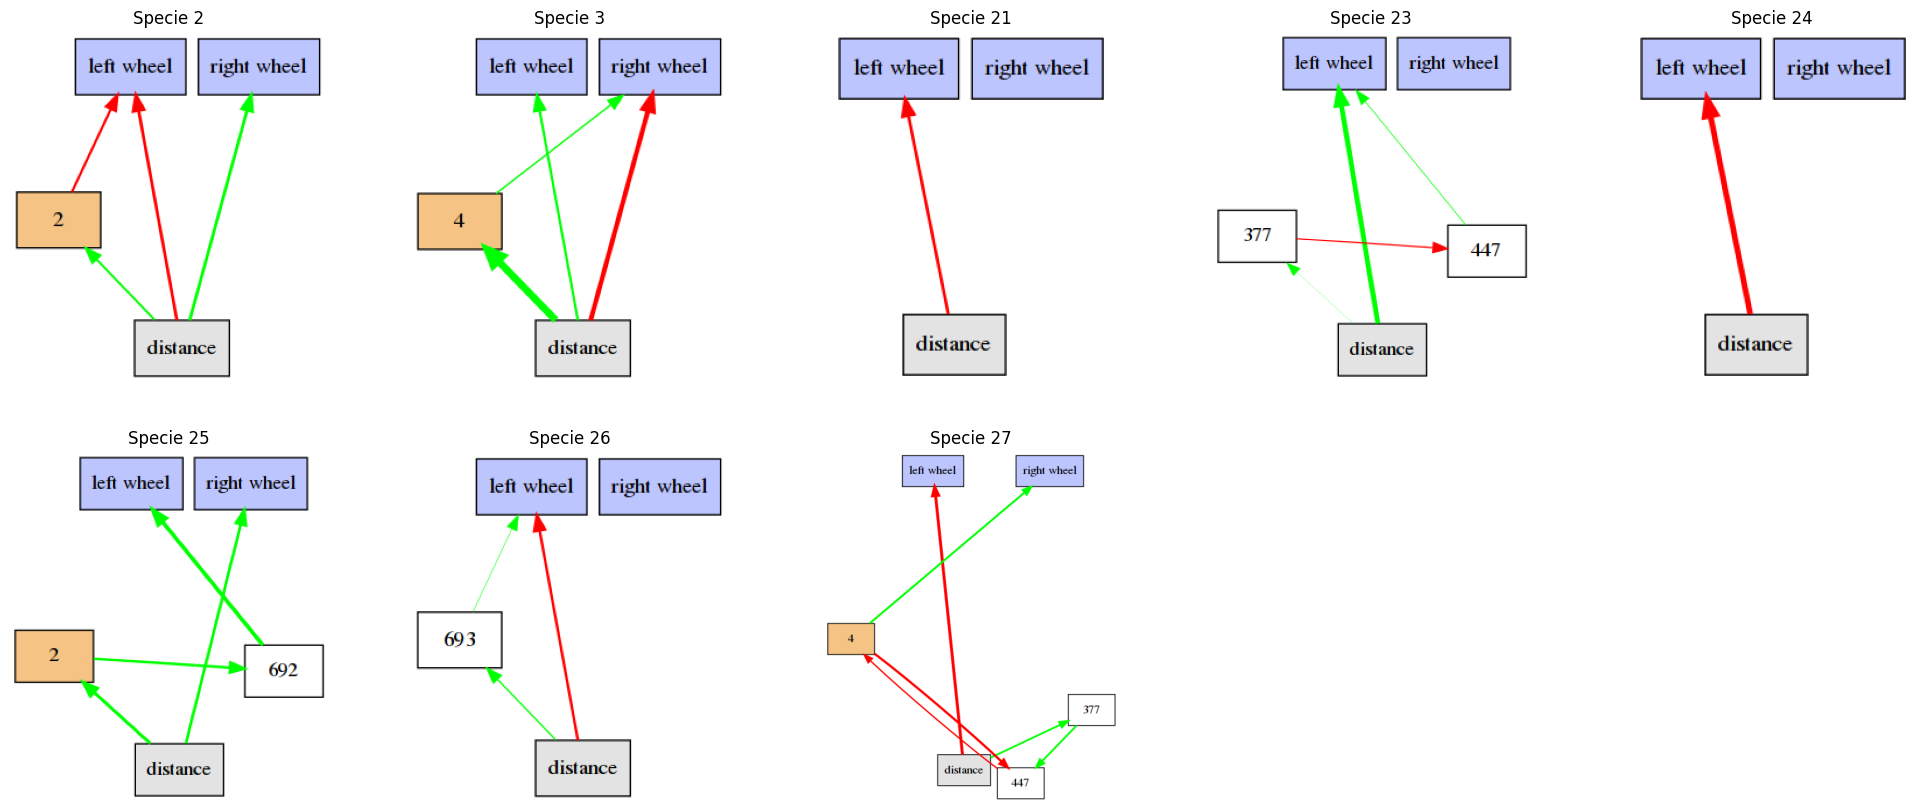 Specie 2
left wheel
right wheel
2
distance
Specie 3
left wheel
right wheel
4
distance
Specie 21
left wheel
right wheel
distance
Specie 23
left wheel
right wheel
377
447
distance
Specie 24
left wheel
right wheel
distance
Specie 25
left wheel
right wheel
2
692
distance
Specie 26
left wheel
right wheel
693
distance
Specie 27
left wheel
right wheel
4
377
distance
447